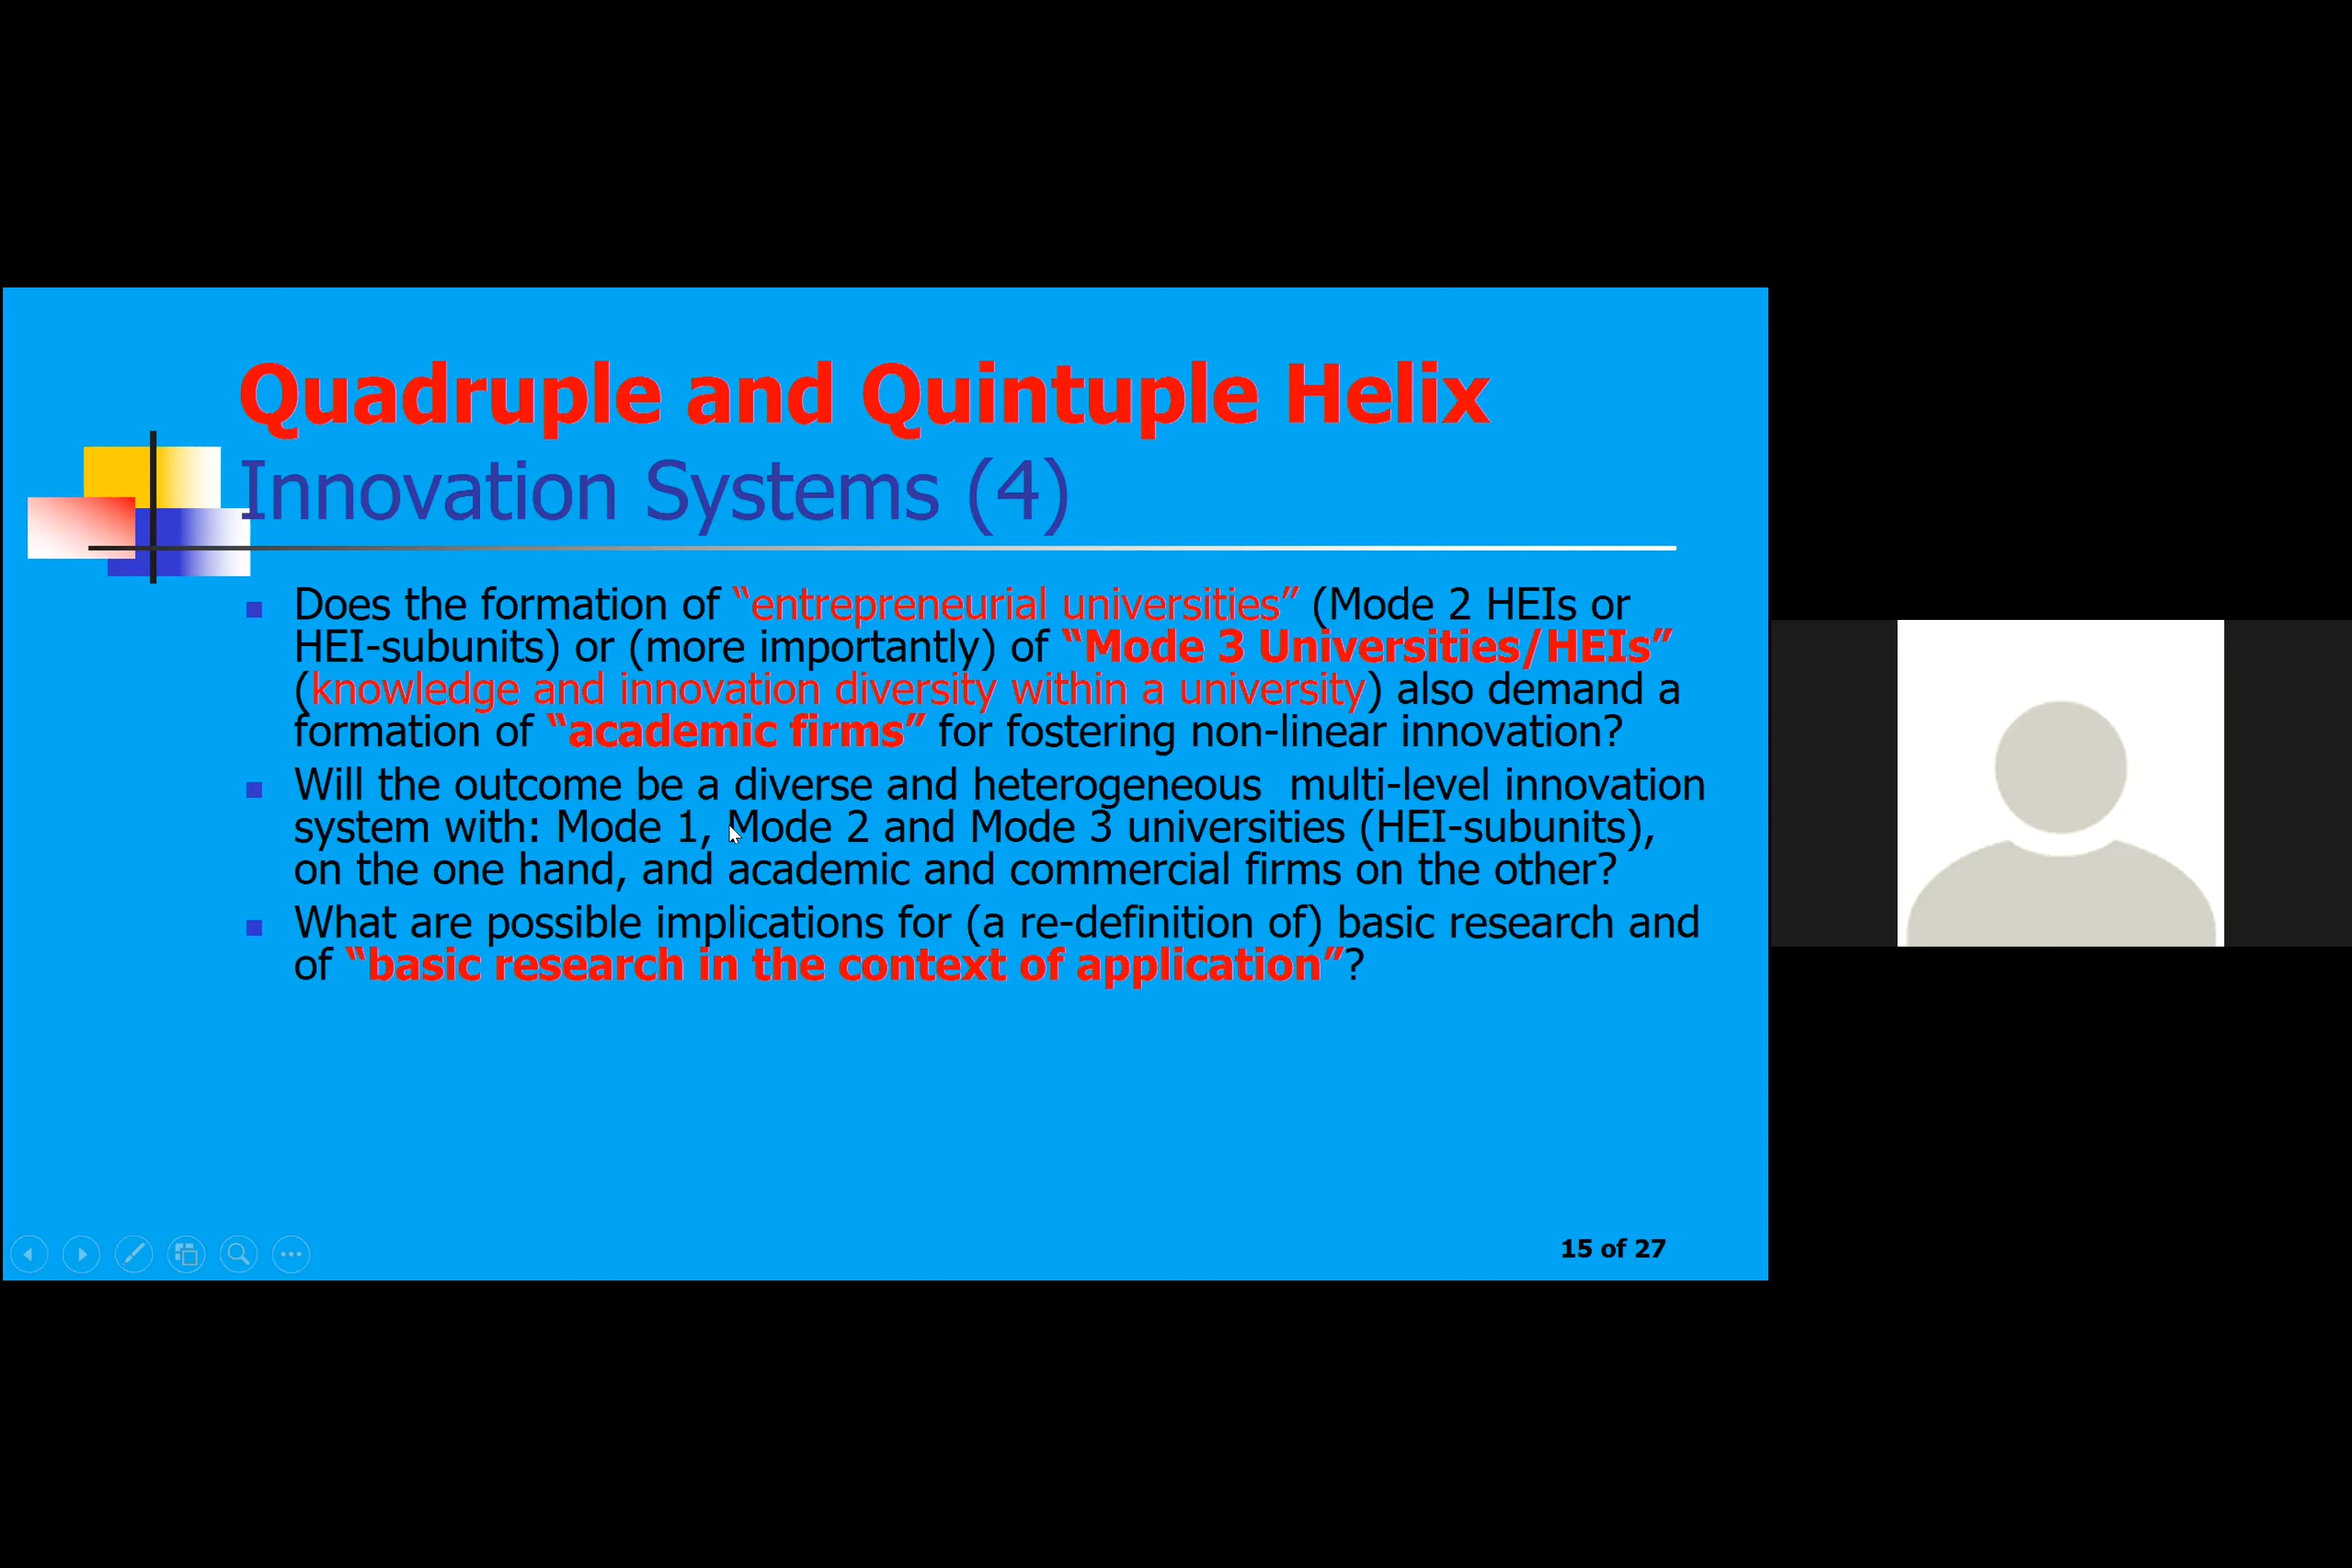 Quadruple and Quintuple Helix
Innovation Systems (4)
Does the formation of “entrepreneurial universities” (Mode 2 HEIs or
HEI-subunits) or (more importantly) of “Mode 3 Universities/HEIs”
(knowledge and innovation diversity within a university) also demand a
formation of “academic firms” for fostering non-linear innovation?
Will the outcome be a diverse and heterogeneous  multi-level innovation
system with: Mode 1, Mode 2 and Mode 3 universities (HEI-subunits),
on the one hand, and academic and commercial firms on the other?
What are possible implications for (a re-definition of) basic research and
of “basic research in the context of application”?
15 of 27